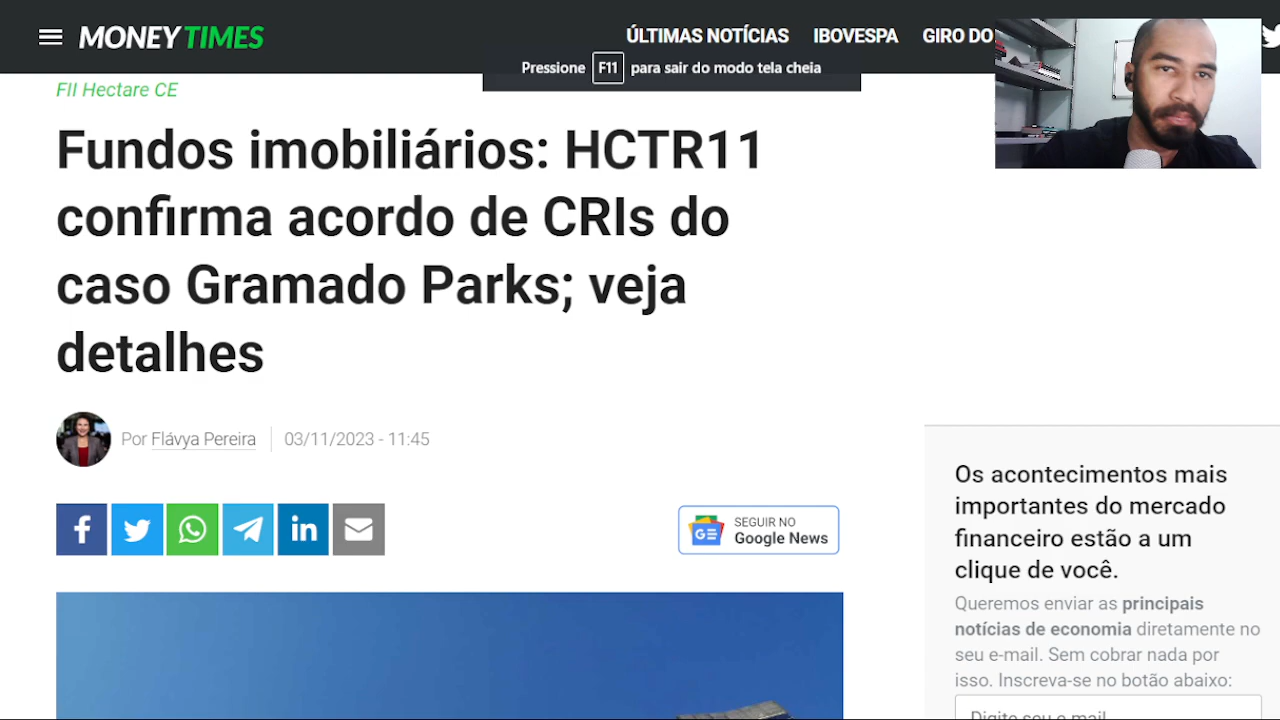 MONEY TIMES
ÚLTIMAS NOTÍCIAS IBOVESPA GIRO DO
Pressione F11 para sair do modo tela cheia
FII Hectare CE
Fundos imobiliários: HCTR11
confirma acordo de CRIs do
caso Gramado Parks; veja
detalhes
Por Flávya Pereira 03/11/2023 - 11:45
SEGUIR NO
Google News
Os acontecimentos mais
importantes do mercado
financeiro estão a um
clique de você.
Queremos enviar as principais
notícias de economia diretamente no
seu e-mail. Sem cobrar nada por
isso. Inscreva-se no botão abaixo:
Digite seu e-mail